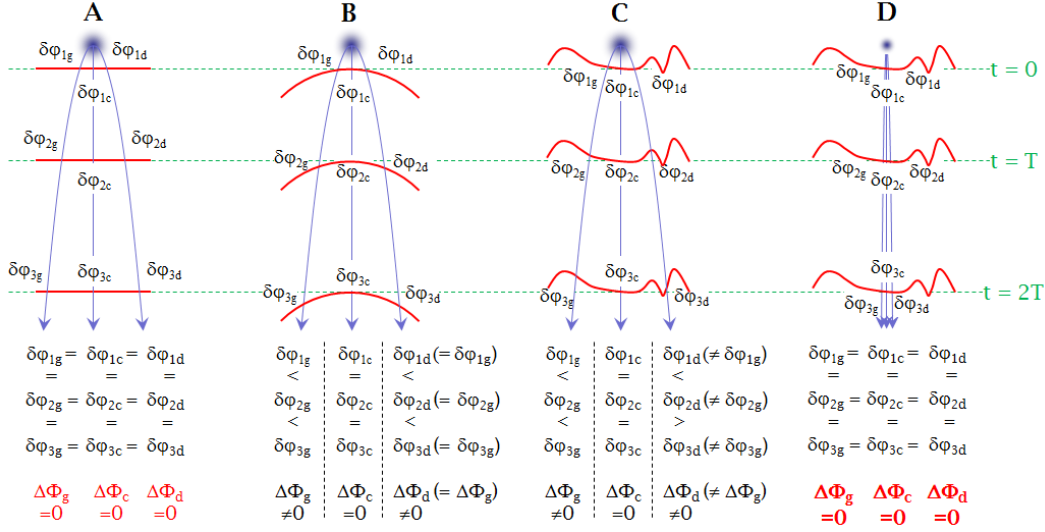 A B C D
δφ1g δφ1d δφ1g δφ1d
δφ1c δφ1c δφ1g δφ1c δφ1d δφ1g δφ1c δφ1d t = 0
δφ2g δφ2d δφ2g δφ2d
δφ2c δφ2c δφ2g δφ2c δφ2d δφ2g δφ2c δφ2d t = T
δφ3g δφ3c δφ3d δφ3g δφ3c δφ3d δφ3g δφ3c δφ3d δφ3g δφ3c δφ3d t = 2T
δφ1g = δφ1c = δφ1d δφ1g δφ1c δφ1d(= δφ1g) δφ1g δφ1c δφ1d(≠ δφ1g) δφ1g = δφ1c = δφ1d
= = = < = < < = < = = =
δφ2g = δφ2c = δφ2d δφ2g δφ2c δφ2d(= δφ2g) δφ2g δφ2c δφ2d(≠ δφ2g) δφ2g = δφ2c = δφ2d
= = = < = < < = > = = =
δφ3g = δφ3c = δφ3d δφ3g δφ3c δφ3d(= δφ3g) δφ3g δφ3c δφ3d(≠ δφ3g) δφ3g = δφ3c = δφ3d
ΔΦg ΔΦc ΔΦd ΔΦg ΔΦc ΔΦd(= ΔΦg) ΔΦg ΔΦc ΔΦd(≠ ΔΦg) ΔΦg ΔΦc ΔΦd
=0 =0 =0 ≠0 =0 ≠0 ≠0 =0 ≠0 =0 =0 =0